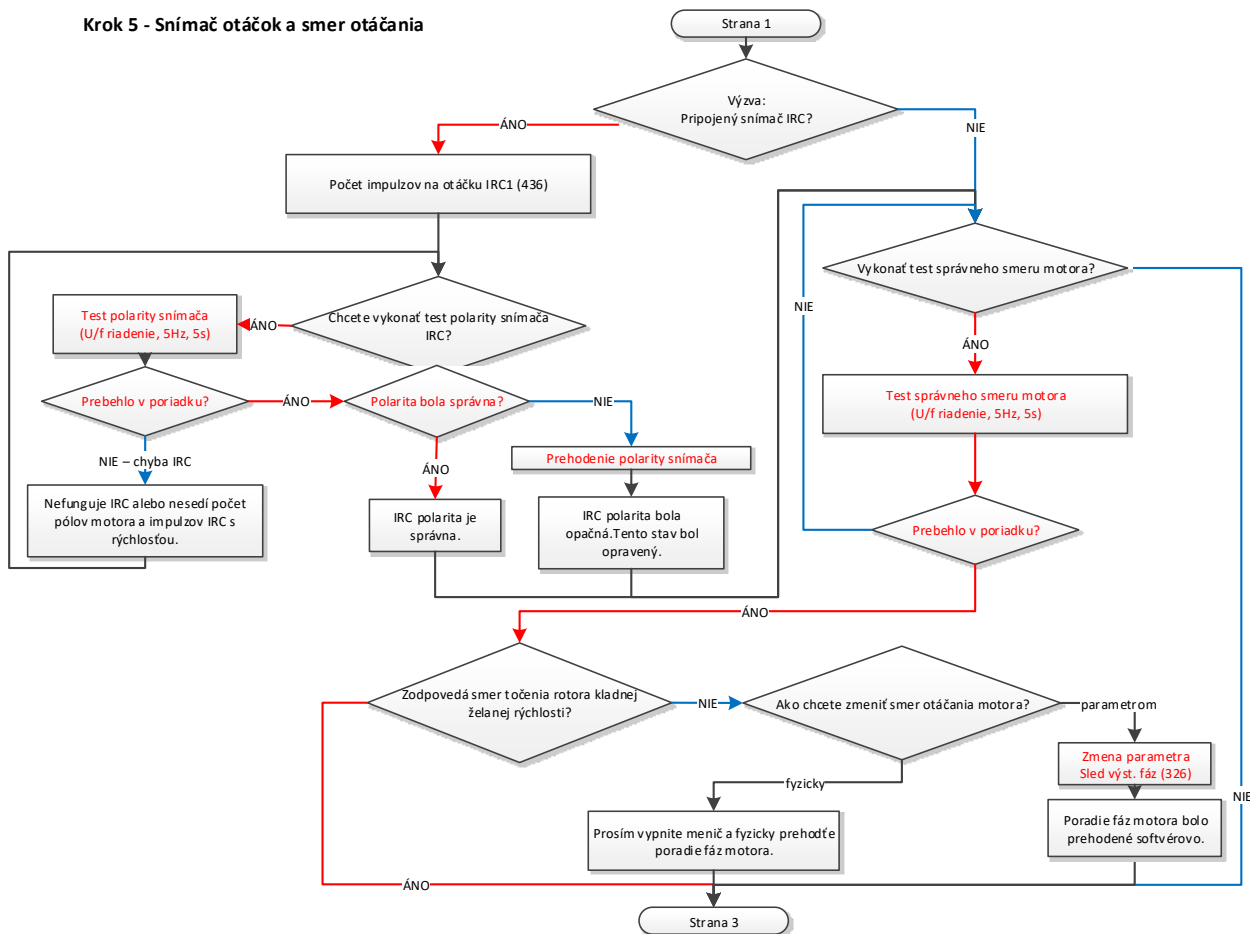 Krok 5 - Snímač otáčok a smer otáčania
Strana 1
Výzva:
Pripojený snímač IRC?
ÁNO
NIE
Počet impulzov na otáčku IRC1 (436)
Vykonať test správneho smeru motora?
NIE
Chcete vykonať test polarity snímača
IRC?
ÁNO
Test polarity snímača
(U/f riadenie, 5Hz, 5s)
ÁNO
Test správneho smeru motora
(U/f riadenie, 5Hz, 5s)
Prebehlo v poriadku?
ÁNO
Polarita bola správna?
NIE
NIE – chyba IRC
ÁNO
Prehodenie polarity snímača
Nefunguje IRC alebo nesedí počet
pólov motora a impulzov IRC s
rýchlosťou.
IRC polarita je
správna.
IRC polarita bola
opačná.Tento stav bol
opravený.
Prebehlo v poriadku?
ÁNO
Zodpovedá smer točenia rotora kladnej
želanej rýchlosti?
NIE
Ako chcete zmeniť smer otáčania motora?
parametrom
fyzicky
Zmena parametra
Sled výst. fáz (326)
NIE
Prosím vypnite menič a fyzicky prehoďte
poradie fáz motora.
Poradie fáz motora bolo
prehodené softvérovo.
ÁNO
Strana 3